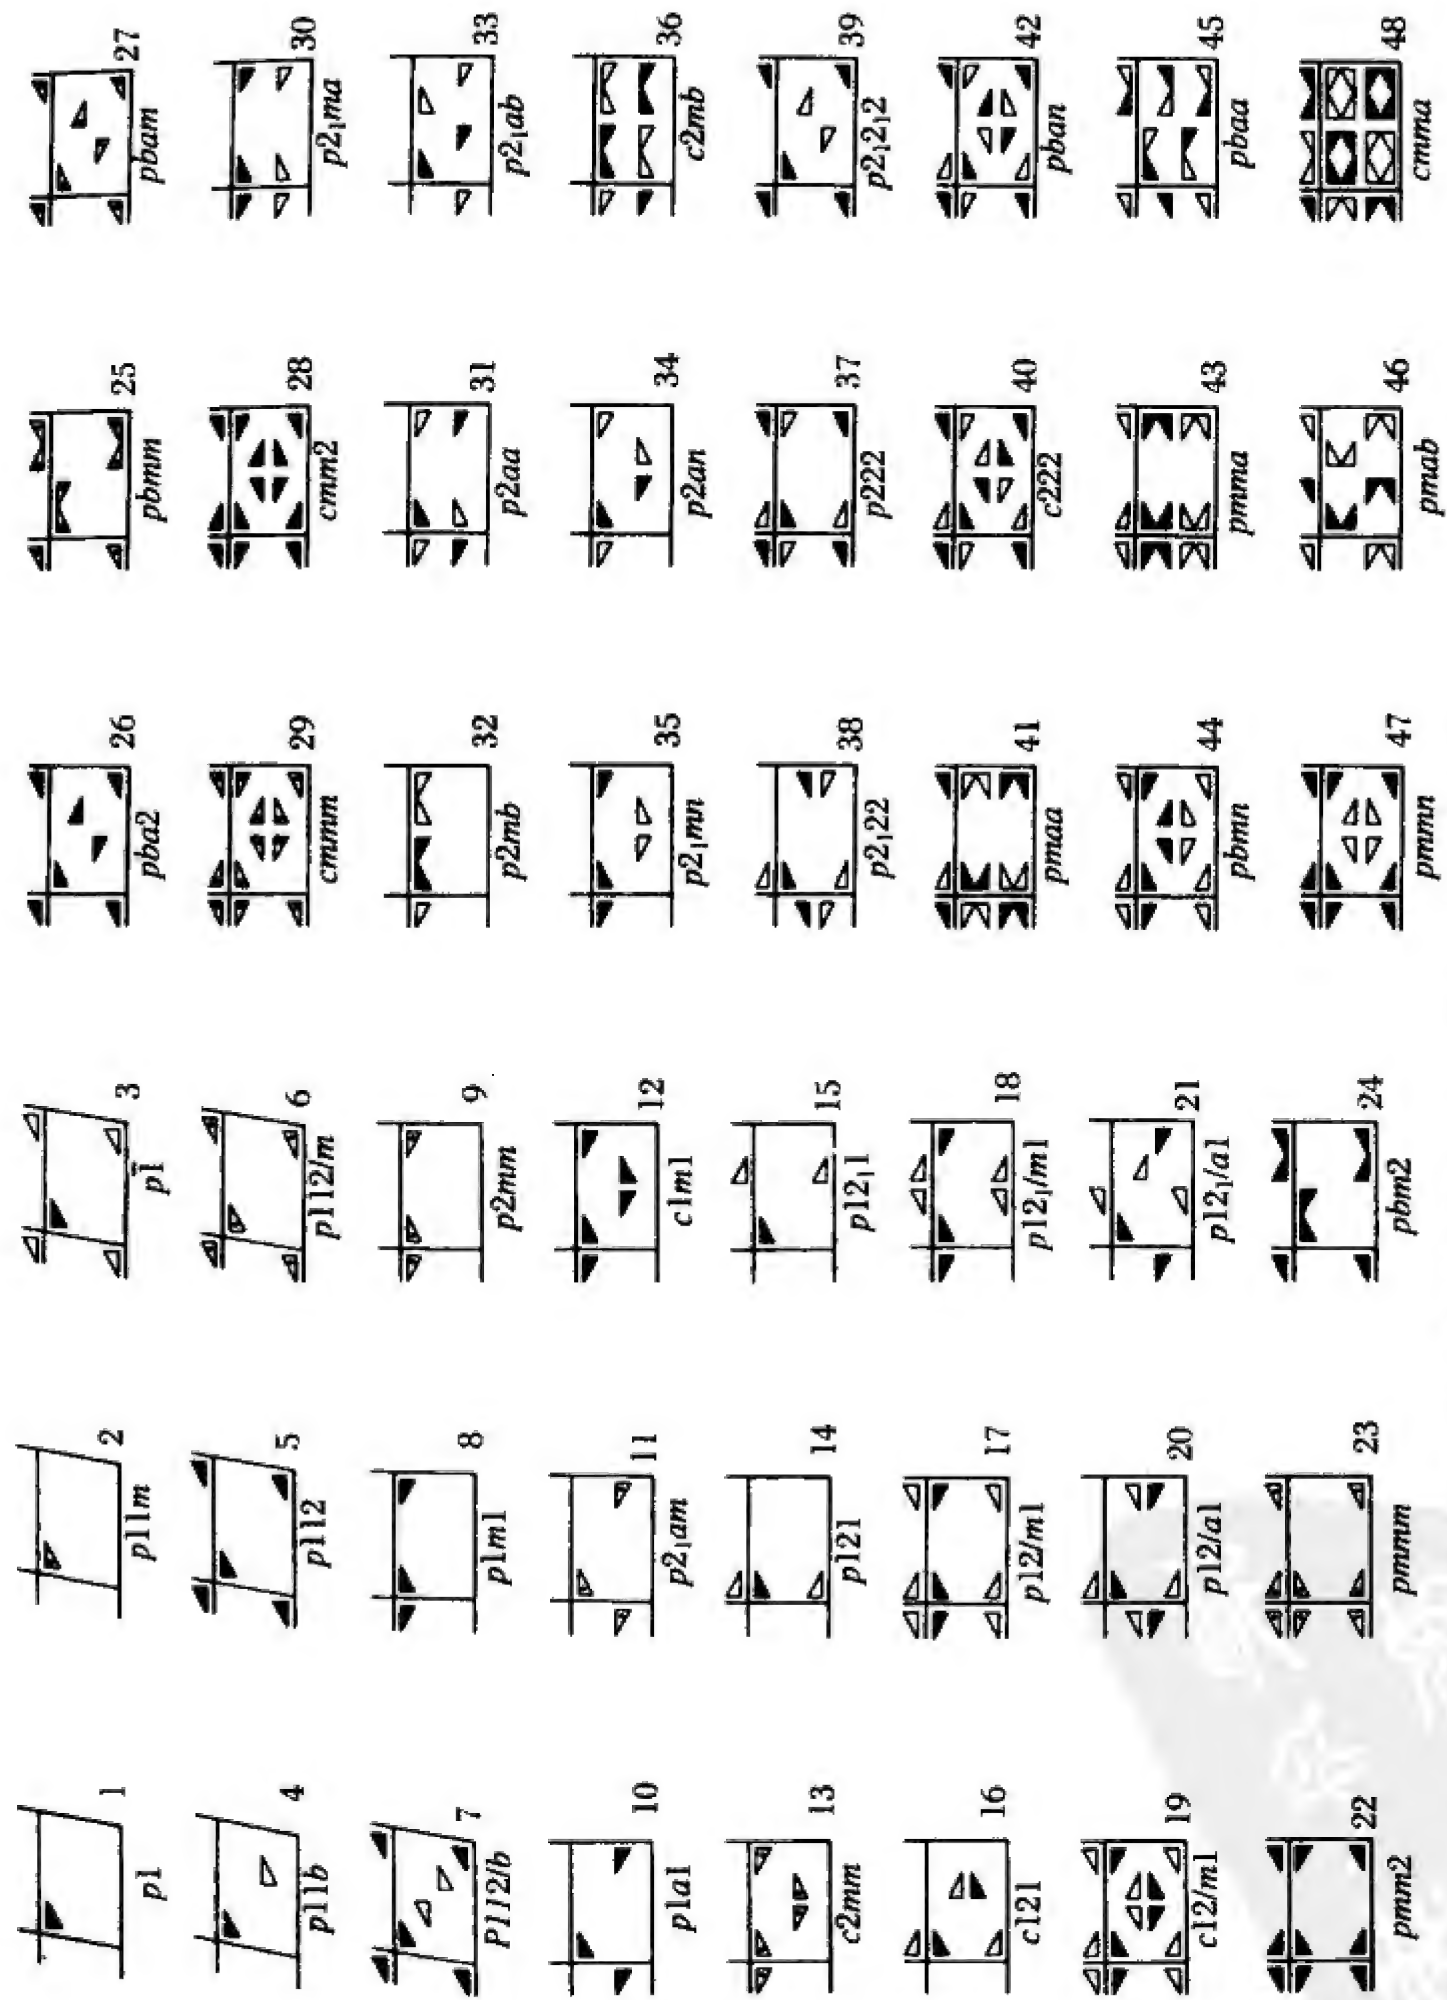 1 2 3 26 25 27
p1 p11m p1̄ pba2 pbmm pbam
4 5 6 29 28 30
p11b p112 p112/m cmmm cmm2 p2₁ma
7 8 9 32 31 33
P112/b p1m1 p2mm p2mb p2aa p2₁ab
10 11 12 35 34 36
p1a1 p2₁am c1m1 p2₁mn p2an c2mb
13 14 15 38 37 39
c2mm p121 p12₁1 p2₁22 p222 p2₁2₁2
16 17 18 41 40 42
c121 p12/m1 p12₁/m1 pmaa c222 pban
19 20 21 44 43 45
c12/m1 p12/a1 p12₁/a1 pbmn pmma pbaa
22 23 24 47 46 48
pmm2 pmmm pbm2 pmmn pmab cmma